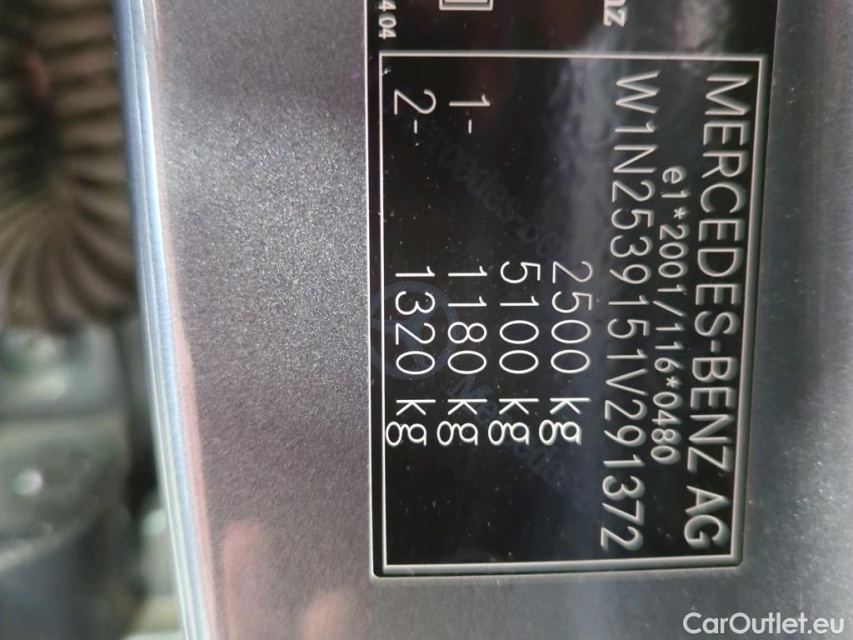 MERCEDES-BENZ AG
e1*2001/116*0480
W1N2539151V291372
2500 kg
5100 kg
1- 1180 kg
2- 1320 kg
CarOutlet.eu